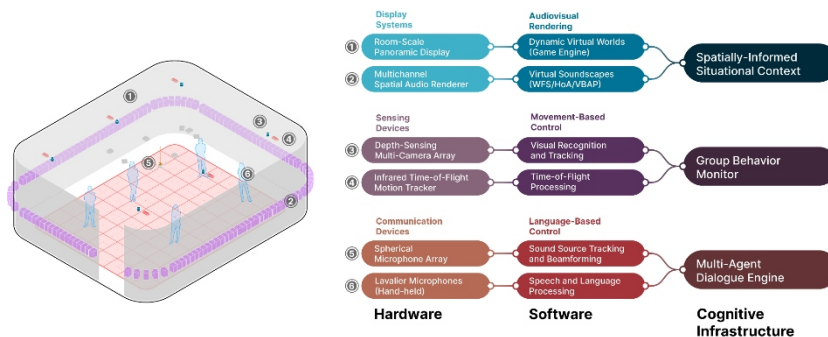 Display
Systems
Audiovisual
Rendering
1
Room-Scale
Panoramic Display
Dynamic Virtual Worlds
(Game Engine)
2
Multichannel
Spatial Audio Renderer
Virtual Soundscapes
(WFS/HoA/VBAP)
Spatially-Informed
Situational Context
Sensing
Devices
Movement-Based
Control
3
Depth-Sensing
Multi-Camera Array
Visual Recognition
and Tracking
4
Infrared Time-of-Flight
Motion Tracker
Time-of-Flight
Processing
Group Behavior
Monitor
Communication
Devices
Language-Based
Control
5
Spherical
Microphone Array
Sound Source Tracking
and Beamforming
6
Lavalier Microphones
(Hand-held)
Speech and Language
Processing
Multi-Agent
Dialogue Engine
Hardware
Software
Cognitive
Infrastructure
1
3
4
5
6
2